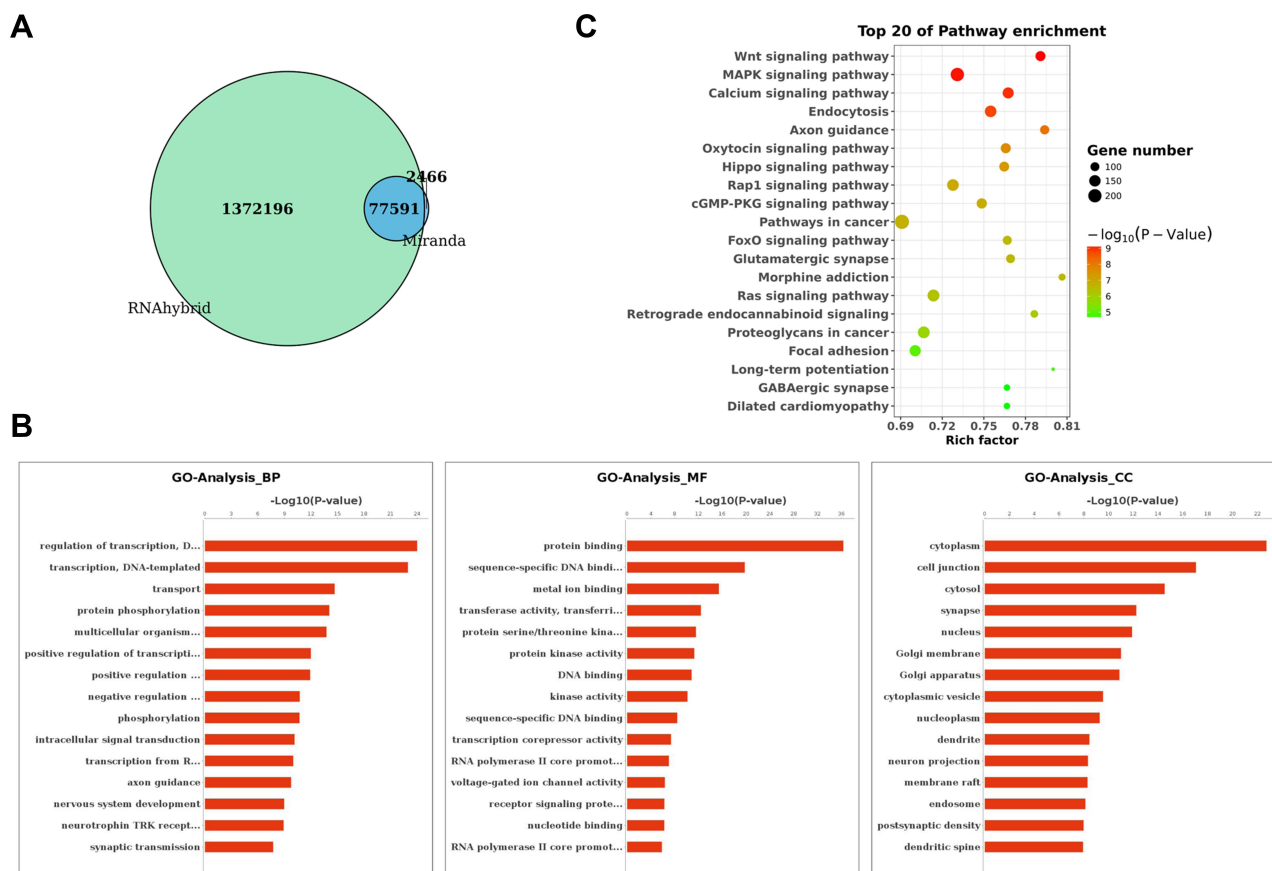 A
1372196
2466
77591
Miranda
RNAhybrid
C
Top 20 of Pathway enrichment
Wnt signaling pathway
MAPK signaling pathway
Calcium signaling pathway
Endocytosis
Axon guidance
Oxytocin signaling pathway
Hippo signaling pathway
Rap1 signaling pathway
cGMP-PKG signaling pathway
Pathways in cancer
FoxO signaling pathway
Glutamatergic synapse
Morphine addiction
Ras signaling pathway
Retrograde endocannabinoid signaling
Proteoglycans in cancer
Focal adhesion
Long-term potentiation
GABAergic synapse
Dilated cardiomyopathy
0.69 0.72 0.75 0.78 0.81
Rich factor
Gene number
100
150
200
−log10(P−Value)
9
8
7
6
5
B
GO-Analysis_BP
-Log10(P-value)
0 3 6 9 12 15 18 21 24
regulation of transcription, D...
transcription, DNA-templated
transport
protein phosphorylation
multicellular organism...
positive regulation of transcripti...
positive regulation ...
negative regulation ...
phosphorylation
intracellular signal transduction
transcription from R...
axon guidance
nervous system development
neurotrophin TRK recept...
synaptic transmission
GO-Analysis_MF
-Log10(P-value)
0 4 6 8 12 16 20 24 28 32 36
protein binding
sequence-specific DNA bindi...
metal ion binding
transferase activity, transferri...
protein serine/threonine kina...
protein kinase activity
DNA binding
kinase activity
sequence-specific DNA binding
transcription corepressor activity
RNA polymerase II core promot...
voltage-gated ion channel activity
receptor signaling prote...
nucleotide binding
RNA polymerase II core promot...
GO-Analysis_CC
-Log10(P-value)
0 2 4 6 8 10 12 14 16 18 20 22
cytoplasm
cell junction
cytosol
synapse
nucleus
Golgi membrane
Golgi apparatus
cytoplasmic vesicle
nucleoplasm
dendrite
neuron projection
membrane raft
endosome
postsynaptic density
dendritic spine